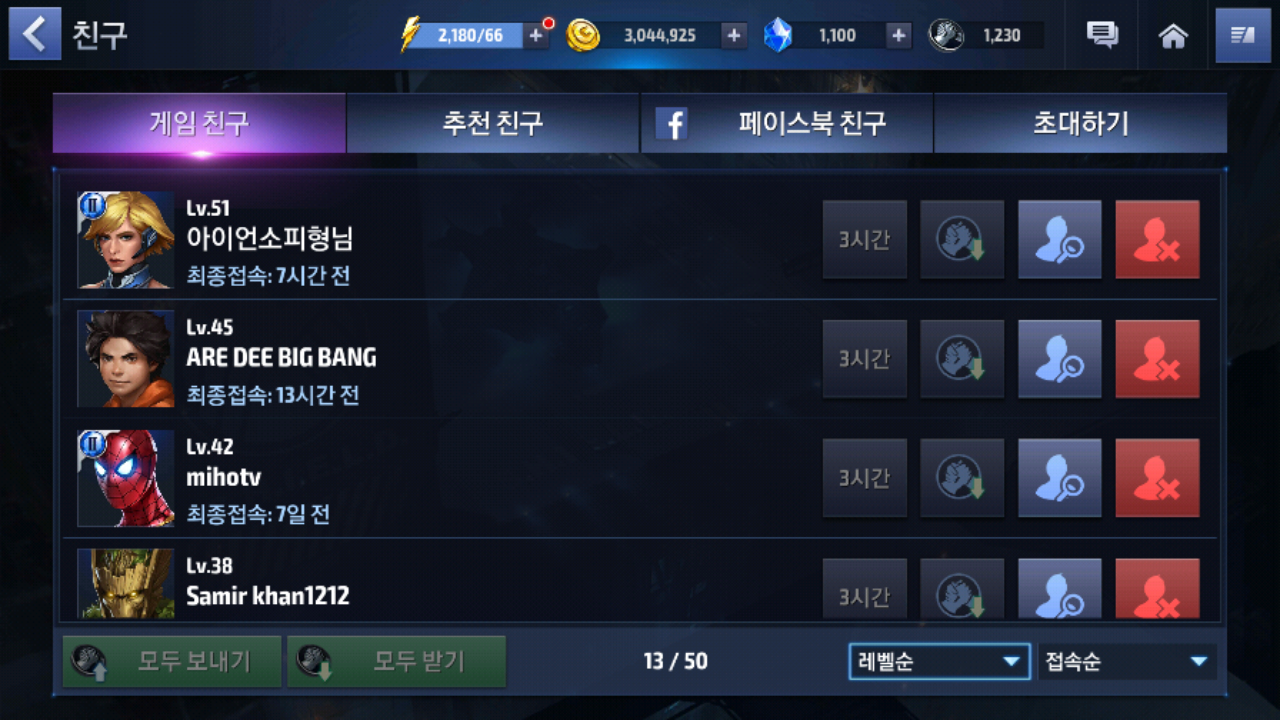 친구
2,180/66
3,044,925
1,100
1,230
게임 친구
추천 친구
f 페이스북 친구
초대하기
II
Lv.51
아이언소피형님
최종접속: 7시간 전
3시간
Lv.45
ARE DEE BIG BANG
최종접속: 13시간 전
3시간
II
Lv.42
mihotv
최종접속: 7일 전
3시간
Lv.38
Samir khan1212
3시간
모두 보내기
모두 받기
13 / 50
레벨순
접속순